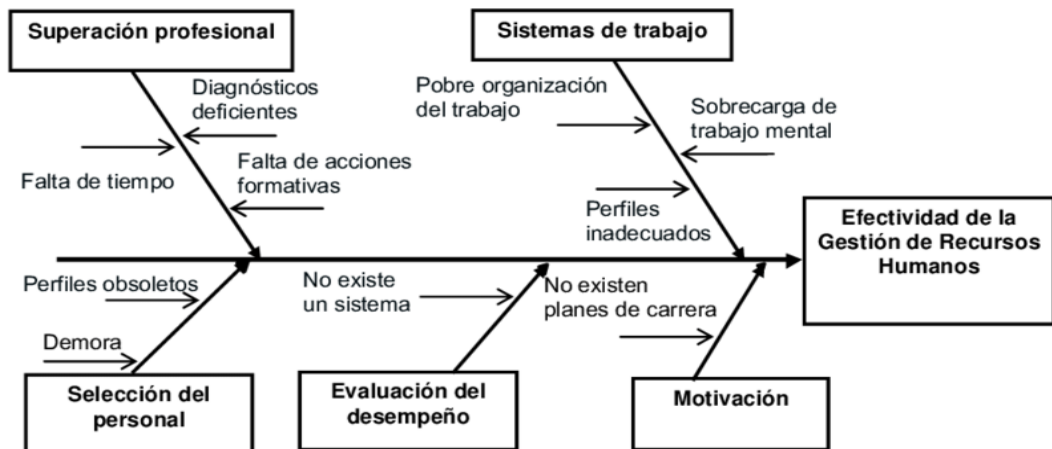 Superación profesional
Sistemas de trabajo
Diagnósticos
deficientes
Falta de tiempo
Falta de acciones
formativas
Pobre organización
del trabajo
Sobrecarga de
trabajo mental
Perfiles
inadecuados
Efectividad de la
Gestión de Recursos
Humanos
Perfiles obsoletos
Demora
No existe
un sistema
No existen
planes de carrera
Selección del
personal
Evaluación del
desempeño
Motivación